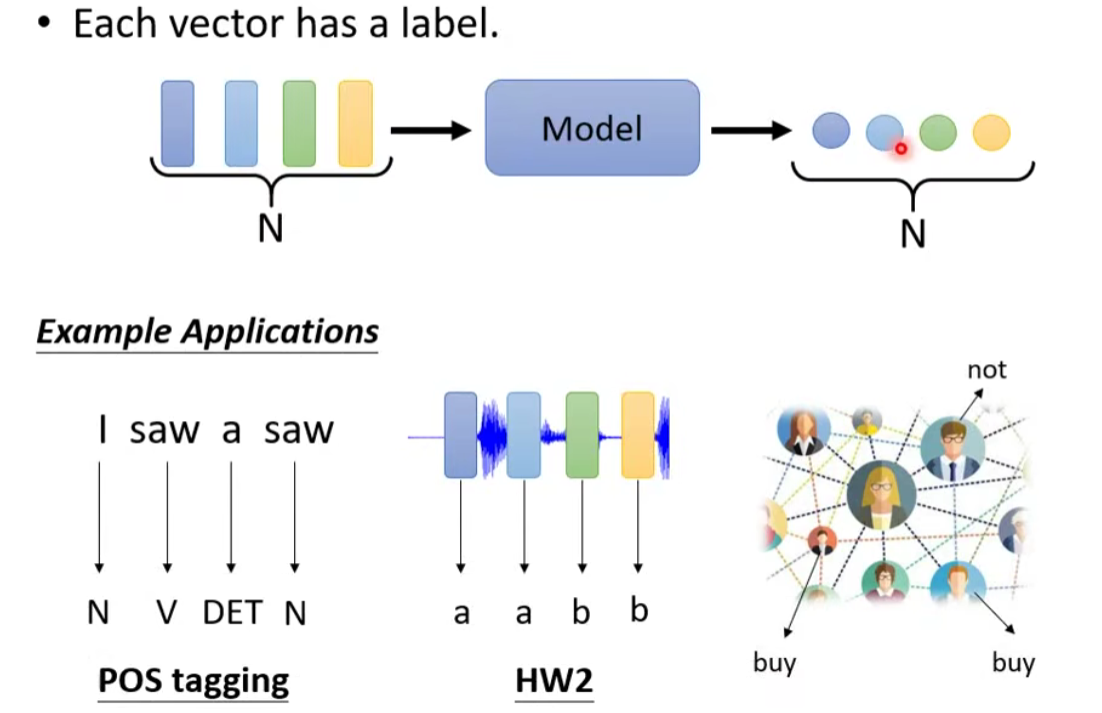 • Each vector has a label.
Model
N
N
Example Applications
I saw a saw
N V DET N
POS tagging
a a b b
HW2
not
buy
buy